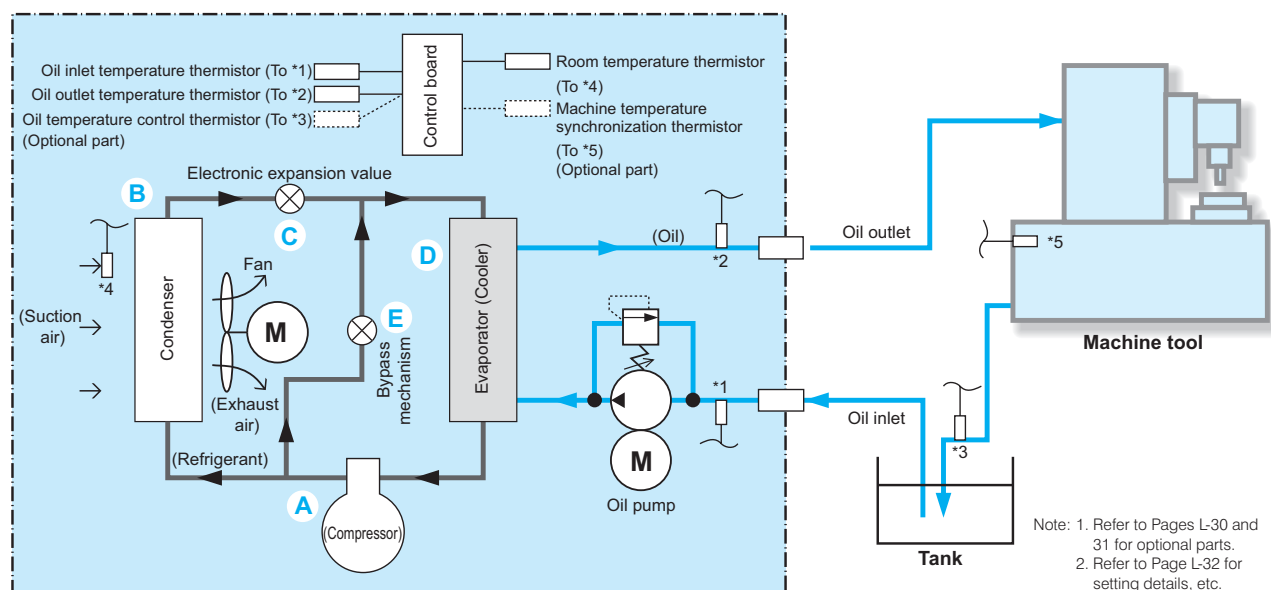 Oil inlet temperature thermistor (To *1)
Oil outlet temperature thermistor (To *2)
Oil temperature control thermistor (To *3)
(Optional part)
Control board
Room temperature thermistor
(To *4)
Machine temperature
synchronization thermistor
(To *5)
(Optional part)
Electronic expansion value
B
C
D
E
A
*4
(Suction
air)
Condenser
Fan
M
(Exhaust
air)
Bypass
mechanism
Evaporator (Cooler)
(Refrigerant)
(Compressor)
(Oil)
*2
Oil outlet
*1
Oil inlet
M
Oil pump
*5
Machine tool
*3
Tank
Note: 1. Refer to Pages L-30 and
31 for optional parts.
2. Refer to Page L-32 for
setting details, etc.